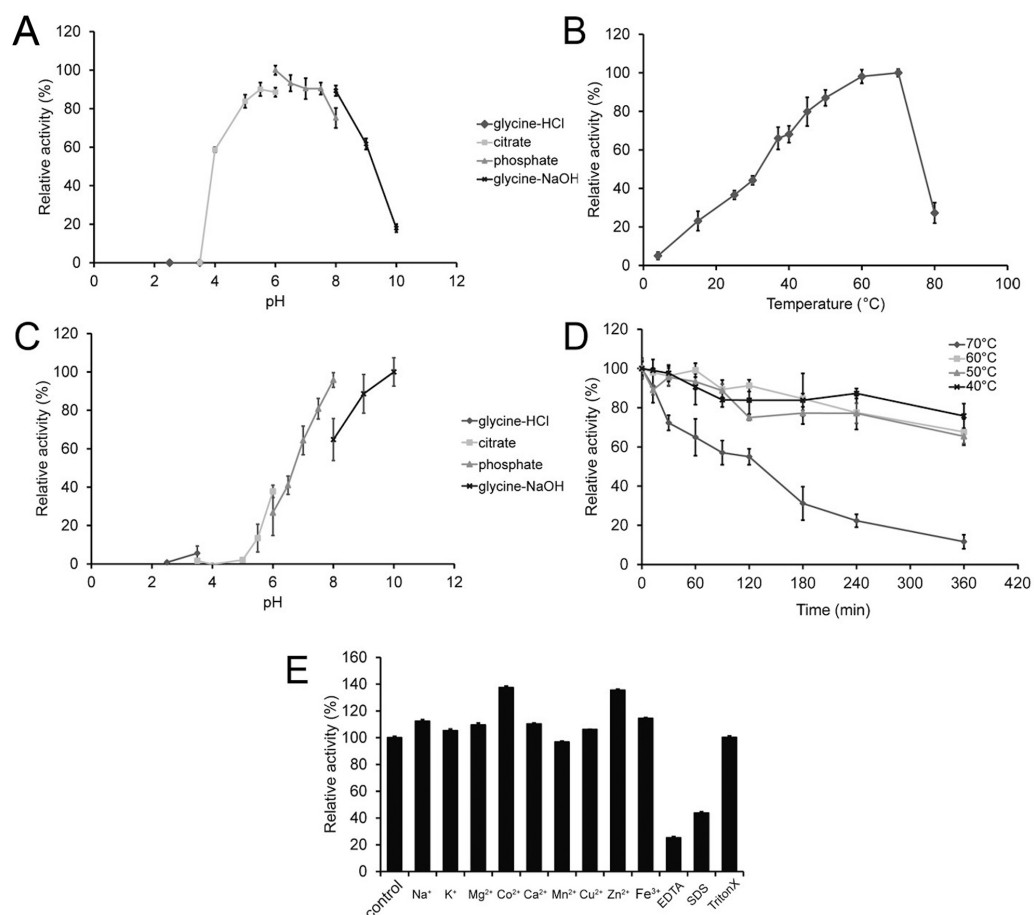 A
Relative activity (%)
120
100
80
60
40
20
0
0 2 4 6 8 10 12
pH
glycine-HCl
citrate
phosphate
glycine-NaOH
B
Relative activity (%)
120
100
80
60
40
20
0
0 20 40 60 80 100
Temperature (°C)
C
Relative activity (%)
120
100
80
60
40
20
0
0 2 4 6 8 10 12
pH
glycine-HCl
citrate
phosphate
glycine-NaOH
D
Relative activity (%)
120
100
80
60
40
20
0
0 60 120 180 240 300 360 420
Time (min)
70°C
60°C
50°C
40°C
E
Relative activity (%)
160
140
120
100
80
60
40
20
0
control Na⁺ K⁺ Mg²⁺ Co²⁺ Ca²⁺ Mn²⁺ Cu²⁺ Zn²⁺ Fe³⁺ EDTA SDS TritonX